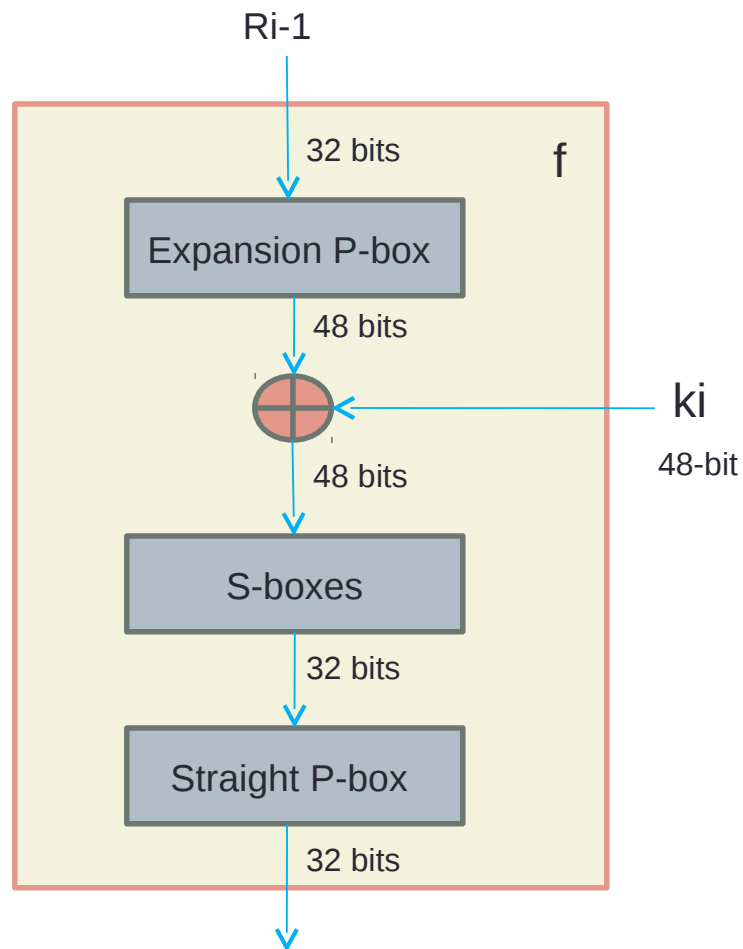 Ri-1
32 bits
f
Expansion P-box
48 bits
ki
48-bit
48 bits
S-boxes
32 bits
Straight P-box
32 bits